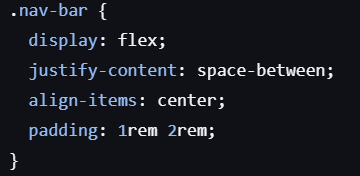 .nav-bar {
  display: flex;
  justify-content: space-between;
  align-items: center;
  padding: 1rem 2rem;
}